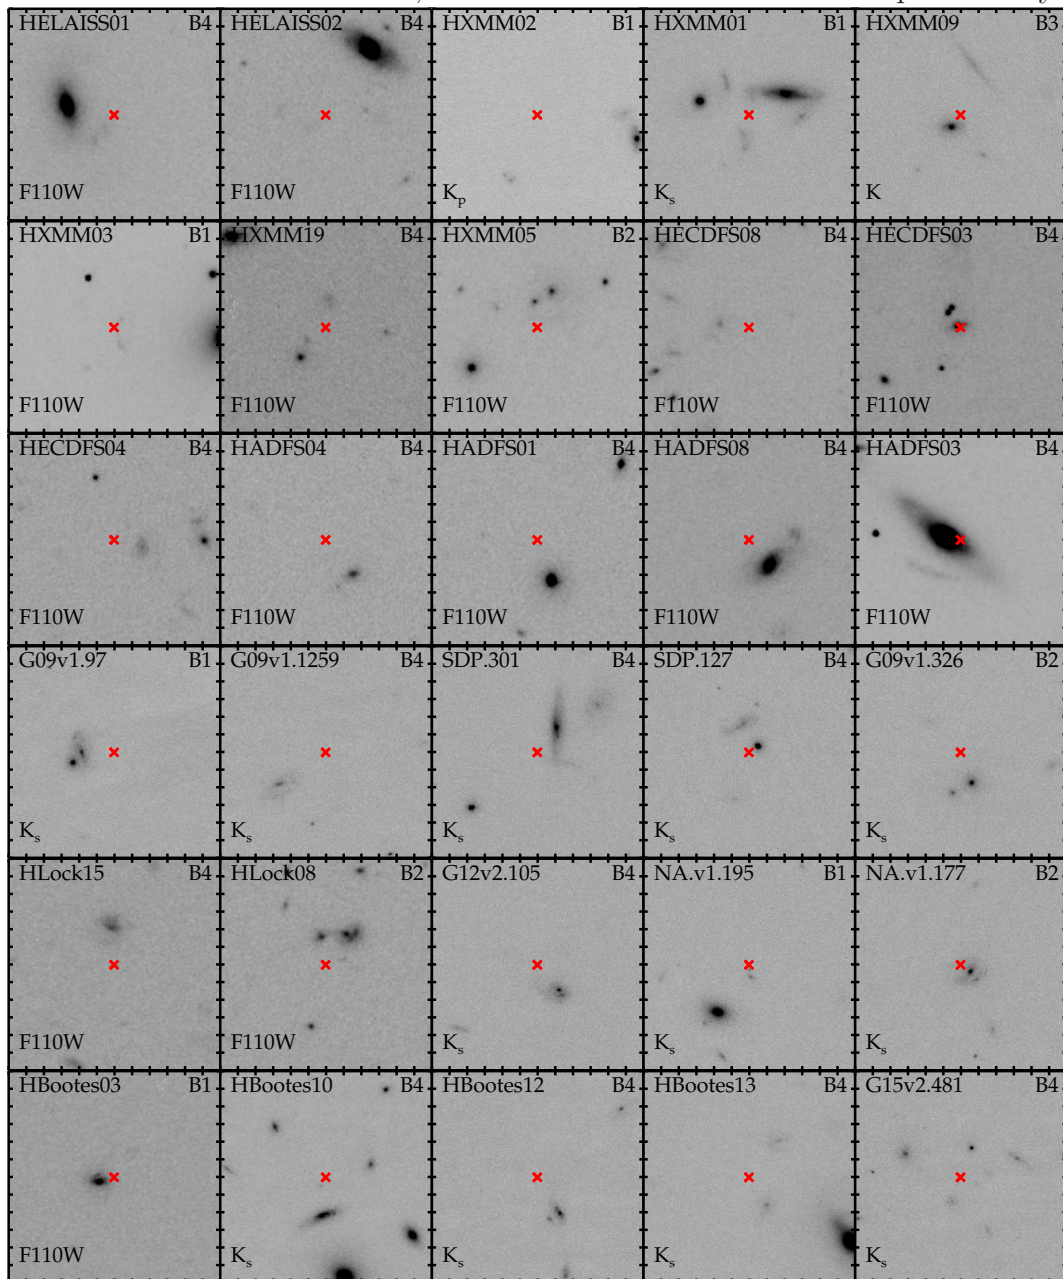 HELAISS01 B4 HELAISS02 B4 HXMM02 B1 HXMM01 B1 HXMM09 B3
F110W F110W Kp Ks K
HXMM03 B1 HXMM19 B4 HXMM05 B2 HECDFS08 B4 HECDFS03 B4
F110W F110W F110W F110W F110W
HECDFS04 B4 HADFS04 B4 HADFS01 B4 HADFS08 B4 HADFS03 B4
F110W F110W F110W F110W F110W
G09v1.97 B1 G09v1.1259 B4 SDP.301 B4 SDP.127 B4 G09v1.326 B2
Ks Ks Ks Ks Ks
HLock15 B4 HLock08 B2 G12v2.105 B4 NA.v1.195 B1 NA.v1.177 B2
F110W F110W Ks Ks Ks
HBootes03 B1 HBootes10 B4 HBootes12 B4 HBootes13 B4 G15v2.481 B4
F110W Ks Ks Ks Ks